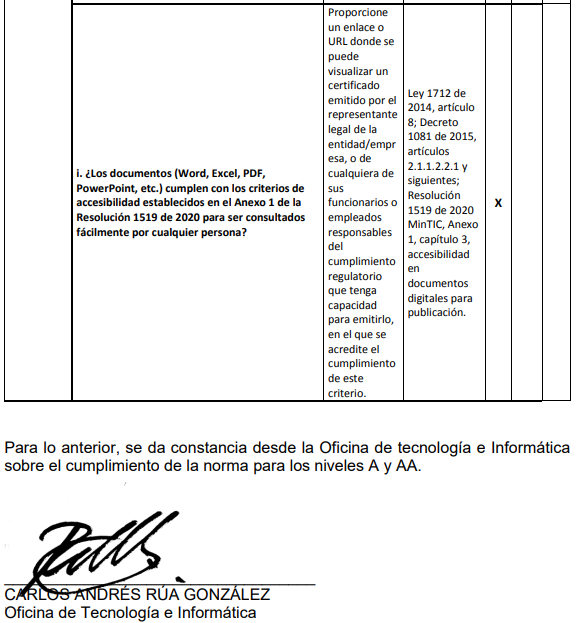 i. ¿Los documentos (Word, Excel, PDF,
PowerPoint, etc.) cumplen con los criterios de
accesibilidad establecidos en el Anexo 1 de la
Resolución 1519 de 2020 para ser consultados
fácilmente por cualquier persona?
Proporcione
un enlace o
URL donde se
puede
visualizar un
certificado
emitido por el
representante
legal de la
entidad/empr
esa, o de
cualquiera de
sus
funcionarios o
empleados
responsables
del
cumplimiento
regulatorio
que tenga
capacidad
para emitirlo,
en el que se
acredite el
cumplimiento
de este
criterio.
Ley 1712 de
2014, artículo
8; Decreto
1081 de 2015,
artículos
2.1.1.2.2.1 y
siguientes;
Resolución
1519 de 2020
MinTIC, Anexo
1, capítulo 3,
accesibilidad
en
documentos
digitales para
publicación.
X
Para lo anterior, se da constancia desde la Oficina de tecnología e Informática
sobre el cumplimiento de la norma para los niveles A y AA.
CARLOS ANDRÉS RÚA GONZÁLEZ
Oficina de Tecnología e Informática